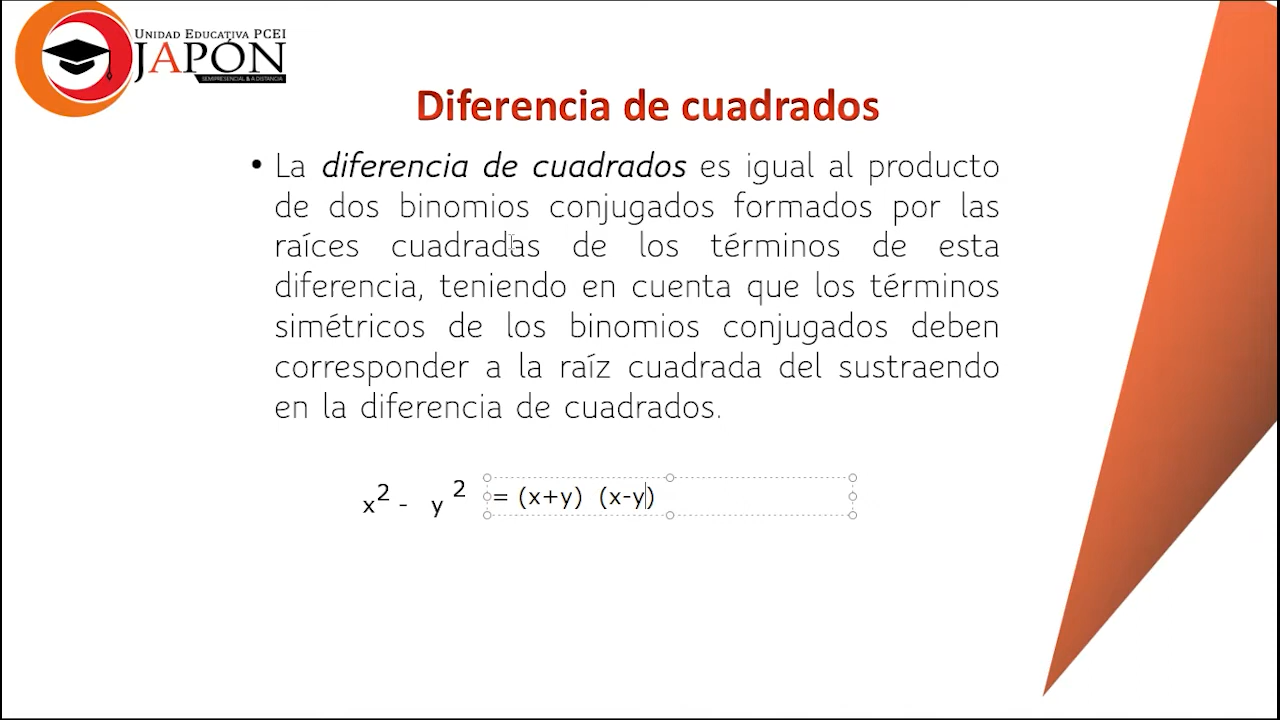 UNIDAD EDUCATIVA PCEI
JAPÓN
SEMIPRESENCIAL & A DISTANCIA
Diferencia de cuadrados
• La diferencia de cuadrados es igual al producto
de dos binomios conjugados formados por las
raíces cuadradas de los términos de esta
diferencia, teniendo en cuenta que los términos
simétricos de los binomios conjugados deben
corresponder a la raíz cuadrada del sustraendo
en la diferencia de cuadrados.
x² - y² = (x+y) (x-y)